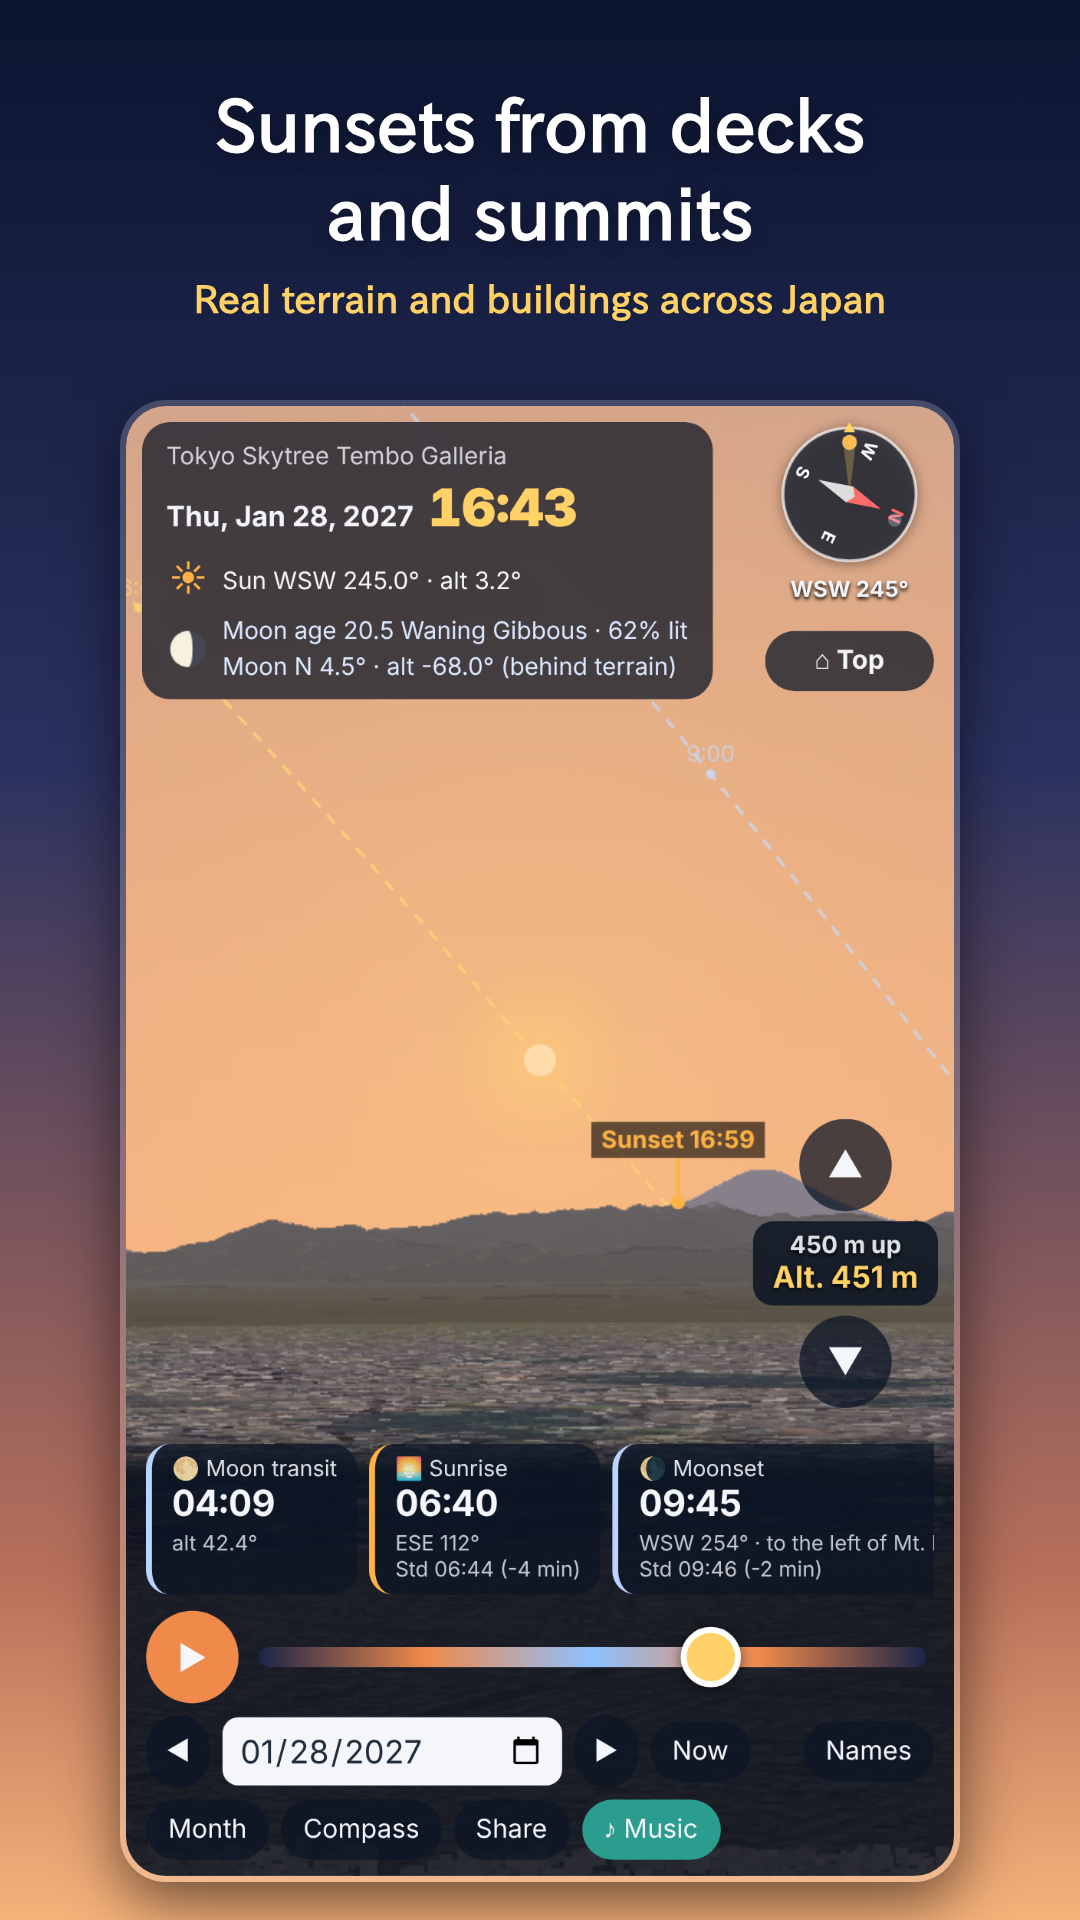 Sunsets from decks
and summits
Real terrain and buildings across Japan
Tokyo Skytree Tembo Galleria
Thu, Jan 28, 2027 16:43
Sun WSW 245.0° · alt 3.2°
Moon age 20.5 Waning Gibbous · 62% lit
Moon N 4.5° · alt -68.0° (behind terrain)
W
S
N
E
WSW 245°
⌂ Top
9:00
Sunset 16:59
▲
450 m up
Alt. 451 m
▼
Moon transit
04:09
alt 42.4°
Sunrise
06:40
ESE 112°
Std 06:44 (-4 min)
Moonset
09:45
WSW 254° · to the left of Mt.
Std 09:46 (-2 min)
01/28/2027
Now
Names
Month
Compass
Share
♪ Music